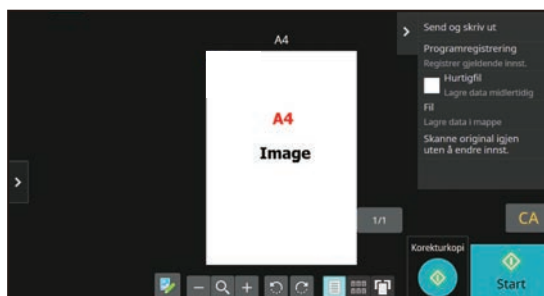 A4
A4
Image
Send og skriv ut
Programregistrering
Registrer gjeldende innst.
Hurtigfil
Lagre data midlertidig
Fil
Lagre data i mappe
Skanne original igjen
uten å endre innst.
1/1
CA
Korekturkopi
Start